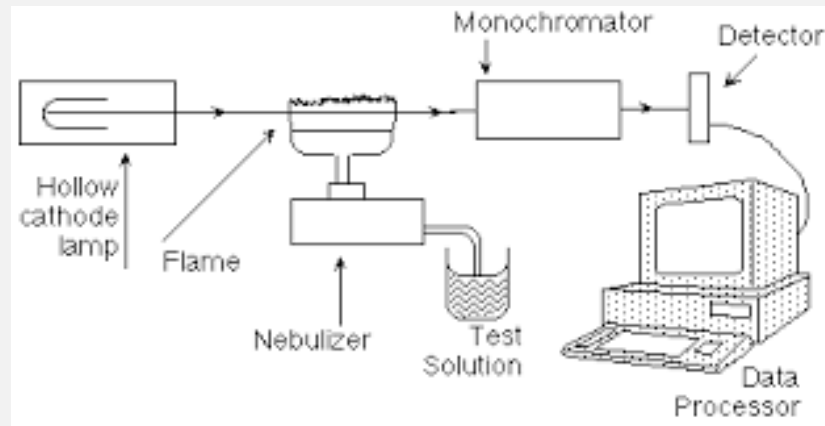 Monochromator
Detector
Hollow
cathode
lamp
Flame
Nebulizer
Test
Solution
Data
Processor